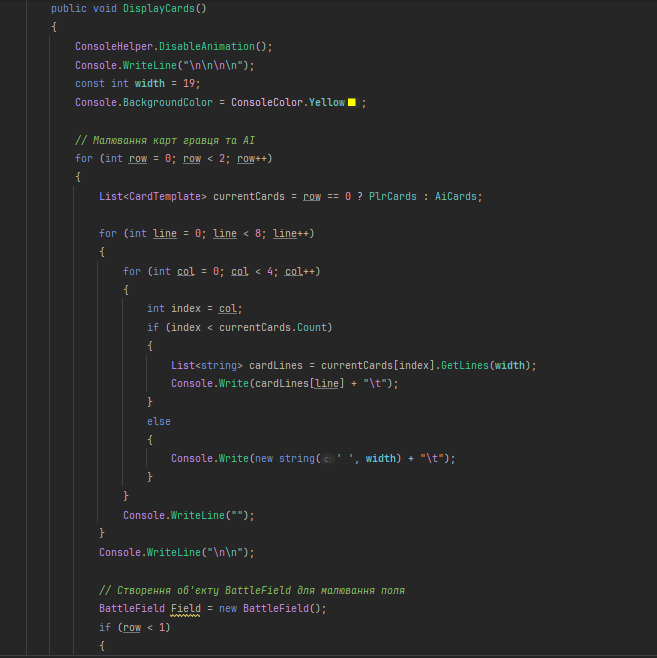 public void DisplayCards()
{
ConsoleHelper.DisableAnimation();
Console.WriteLine("\n\n\n\n");
const int width = 19;
Console.BackgroundColor = ConsoleColor.Yellow ;
// Малювання карт гравця та AI
for (int row = 0; row < 2; row++)
{
List<CardTemplate> currentCards = row == 0 ? PlrCards : AiCards;
for (int line = 0; line < 8; line++)
{
for (int col = 0; col < 4; col++)
{
int index = col;
if (index < currentCards.Count)
{
List<string> cardLines = currentCards[index].GetLines(width);
Console.Write(cardLines[line] + "\t");
}
else
{
Console.Write(new string(c: ' ', width) + "\t");
}
}
Console.WriteLine("");
}
Console.WriteLine("\n\n");
// Створення об'єкту BattleField для малювання поля
BattleField Field = new BattleField();
if (row < 1)
{